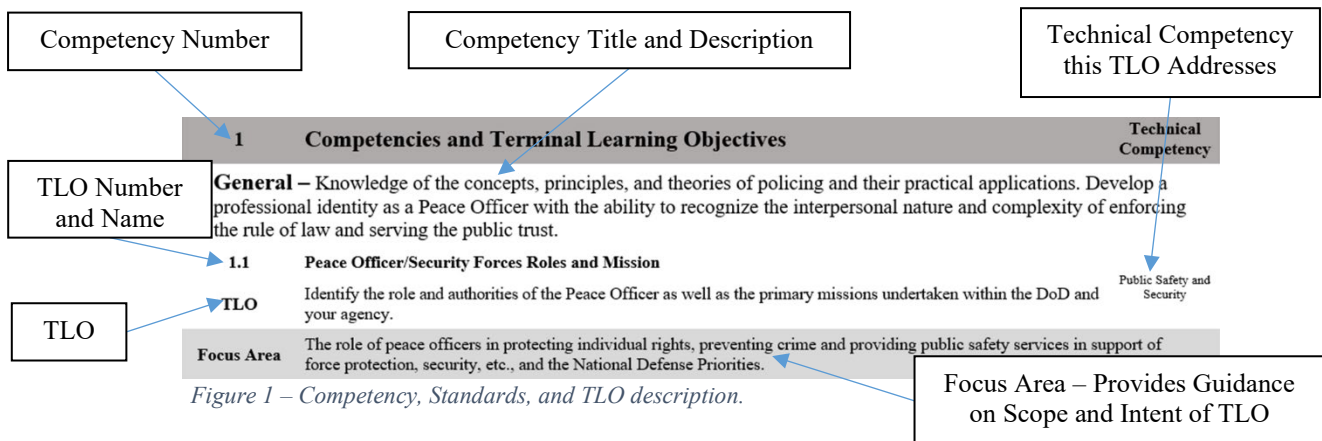 Competency Number
Competency Title and Description
Technical Competency
this TLO Addresses
1 Competencies and Terminal Learning Objectives Technical
Competency
TLO Number
and Name
General – Knowledge of the concepts, principles, and theories of policing and their practical applications. Develop a
professional identity as a Peace Officer with the ability to recognize the interpersonal nature and complexity of enforcing
the rule of law and serving the public trust.
1.1 Peace Officer/Security Forces Roles and Mission
TLO Identify the role and authorities of the Peace Officer as well as the primary missions undertaken within the DoD and
your agency.
Public Safety and
Security
TLO
Focus Area The role of peace officers in protecting individual rights, preventing crime and providing public safety services in support of
force protection, security, etc., and the National Defense Priorities.
Figure 1 – Competency, Standards, and TLO description.
Focus Area – Provides Guidance
on Scope and Intent of TLO